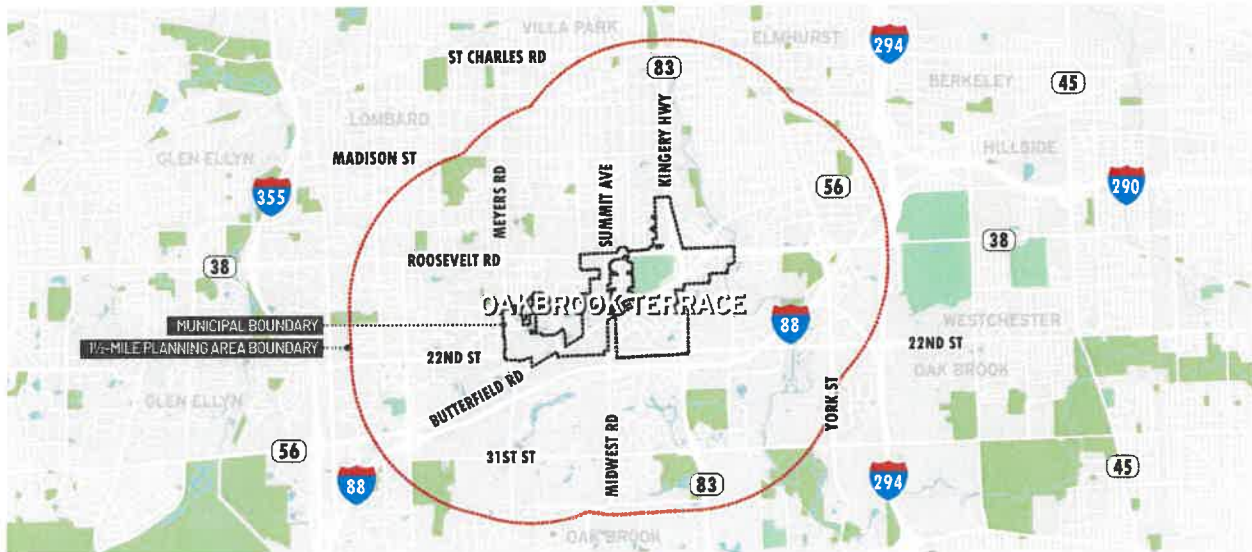 VILLA PARK
ELMHURST
294
ST CHARLES RD
83
BERKELEY
45
LOMBARD
KINGERY HWY
HILLSIDE
GLEN ELLYN
MADISON ST
355
MEYERS RD
SUMMIT AVE
56
290
ROOSEVELT RD
38
38
OAKBROOK TERRACE
MUNICIPAL BOUNDARY
88
WESTCHESTER
1½-MILE PLANNING AREA BOUNDARY
22ND ST
22ND ST
OAK BROOK
BUTTERFIELD RD
GLEN ELLYN
YORK ST
56
31ST ST
MIDWEST RD
88
83
294
45
OAK BROOK